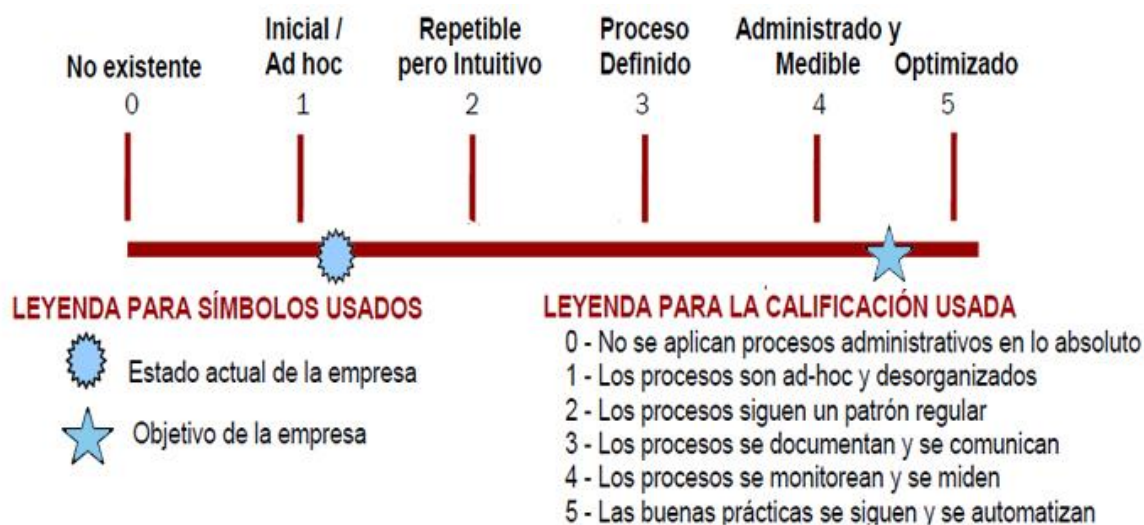 No existente
0
Inicial /
Ad hoc
1
Repetible
pero Intuitivo
2
Proceso
Definido
3
Administrado y
Medible
4
Optimizado
5
LEYENDA PARA SÍMBOLOS USADOS
Estado actual de la empresa
Objetivo de la empresa
LEYENDA PARA LA CALIFICACIÓN USADA
0 - No se aplican procesos administrativos en lo absoluto
1 - Los procesos son ad-hoc y desorganizados
2 - Los procesos siguen un patrón regular
3 - Los procesos se documentan y se comunican
4 - Los procesos se monitorean y se miden
5 - Las buenas prácticas se siguen y se automatizan